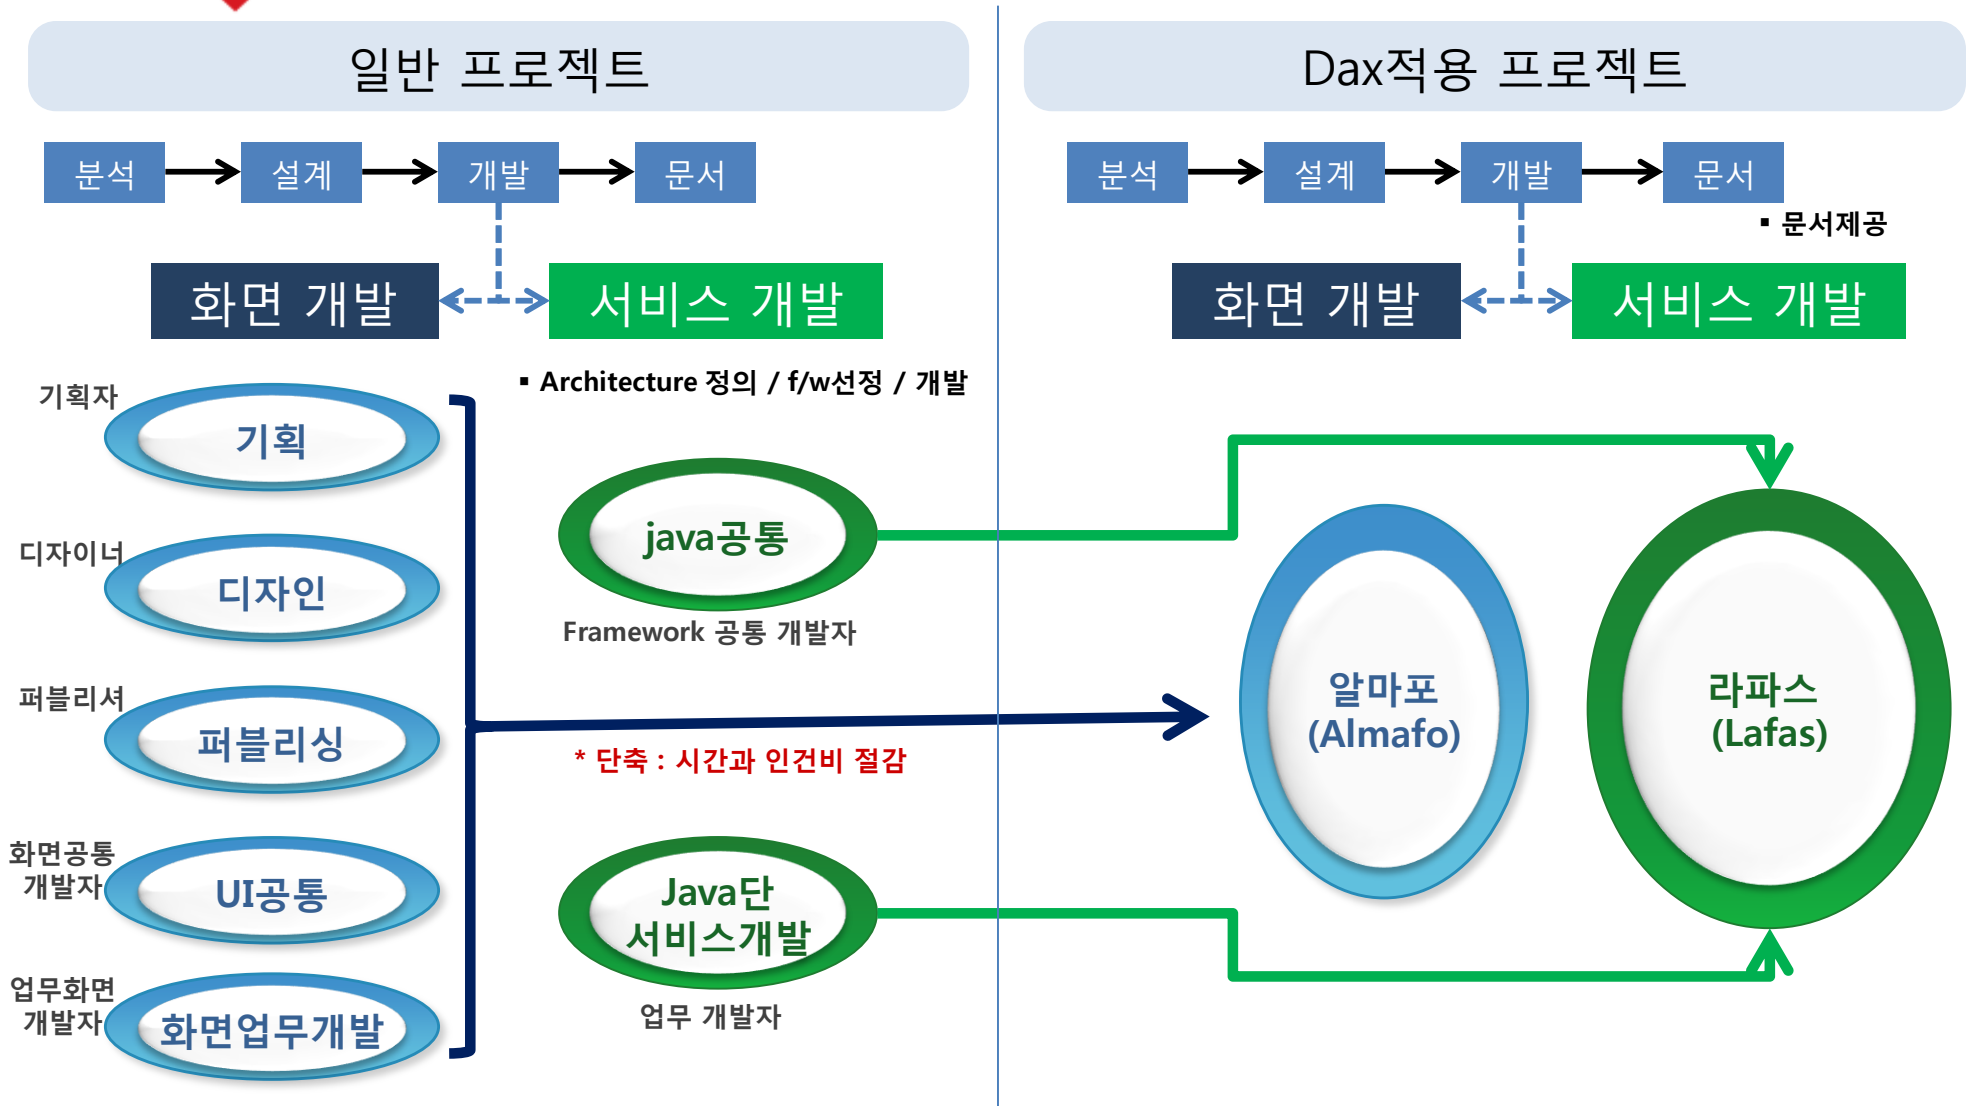 일반 프로젝트
분석
설계
개발
문서
화면 개발
서비스 개발
▪ Architecture 정의 / f/w선정 / 개발
기획자
기획
디자이너
디자인
퍼블리셔
퍼블리싱
화면공통
개발자
UI공통
업무화면
개발자
화면업무개발
java공통
Framework 공통 개발자
* 단축 : 시간과 인건비 절감
Java단
서비스개발
업무 개발자
Dax적용 프로젝트
분석
설계
개발
문서
▪ 문서제공
화면 개발
서비스 개발
알마포
(Almafo)
라파스
(Lafas)